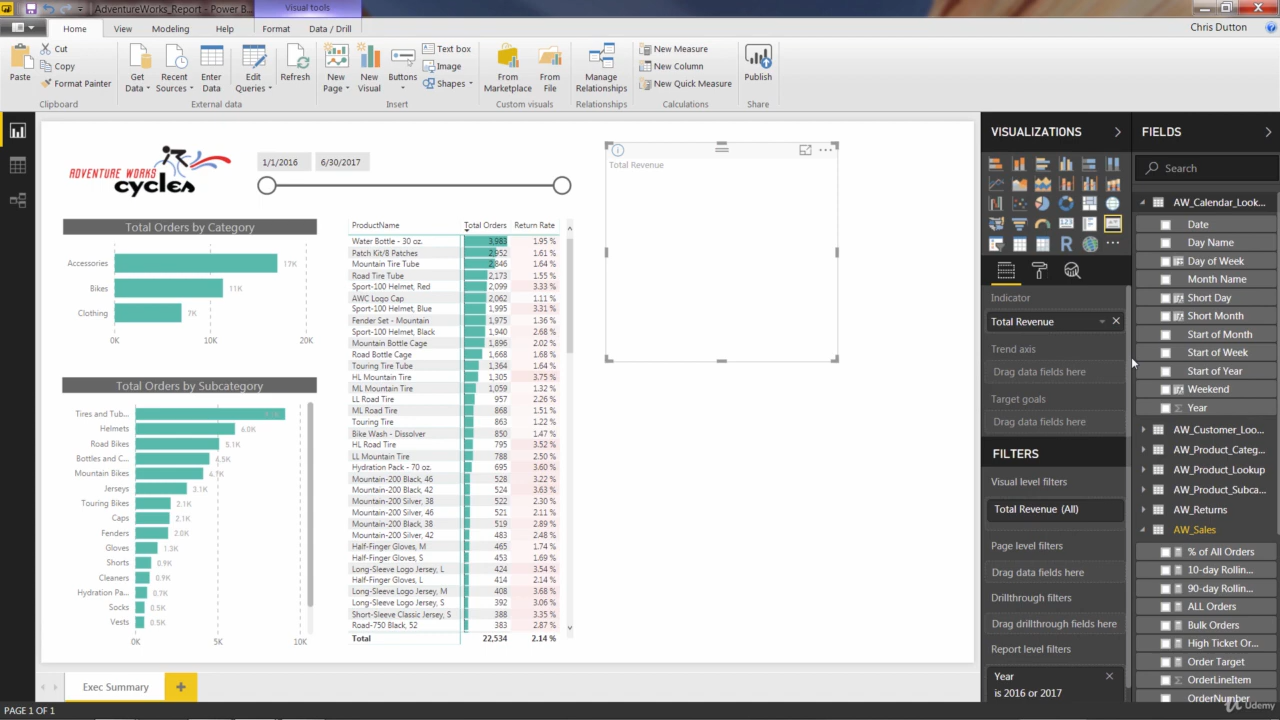 AdventureWorks_Report - Power B...
Visual tools
Home
View
Modeling
Help
Format
Data / Drill
Chris Dutton
Paste
Cut
Copy
Format Painter
Clipboard
Get Data
Recent Sources
Enter Data
Edit Queries
Refresh
External data
New Page
New Visual
Buttons
Text box
Image
Shapes
Insert
From Marketplace
From File
Custom visuals
Manage Relationships
Relationships
New Measure
New Column
New Quick Measure
Calculations
Publish
Share
ADVENTURE WORKS
cycles
1/1/2016 6/30/2017
Total Orders by Category
Accessories 17K
Bikes 11K
Clothing 7K
0K 10K 20K
Total Orders by Subcategory
Tires and Tub...
Helmets 6.0K
Road Bikes 5.1K
Bottles and C... 4.5K
Mountain Bikes 4.7K
Jerseys 3.1K
Touring Bikes 2.1K
Caps 2.1K
Fenders 2.0K
Gloves 1.3K
Shorts 0.9K
Cleaners 0.9K
Hydration Pa... 0.7K
Socks 0.5K
Vests 0.5K
0K 5K 10K
ProductName Total Orders Return Rate
Water Bottle - 30 oz. 3,983 1.95 %
Patch Kit/8 Patches 2,952 1.61 %
Mountain Tire Tube 2,846 1.64 %
Road Tire Tube 2,173 1.55 %
Sport-100 Helmet, Red 2,099 3.33 %
AWC Logo Cap 2,062 1.11 %
Sport-100 Helmet, Blue 1,995 3.31 %
Fender Set - Mountain 1,975 1.36 %
Sport-100 Helmet, Black 1,940 2.68 %
Mountain Bottle Cage 1,896 2.02 %
Road Bottle Cage 1,668 1.68 %
Touring Tire Tube 1,364 1.64 %
HL Mountain Tire 1,305 3.75 %
ML Mountain Tire 1,059 1.32 %
LL Road Tire 957 2.26 %
ML Road Tire 868 1.51 %
Touring Tire 863 1.22 %
Bike Wash - Dissolver 850 1.47 %
HL Road Tire 795 3.52 %
LL Mountain Tire 788 2.50 %
Hydration Pack - 70 oz. 695 3.60 %
Mountain-200 Black, 46 528 3.22 %
Mountain-200 Black, 42 524 3.63 %
Mountain-200 Silver, 38 522 2.30 %
Mountain-200 Silver, 46 521 2.11 %
Mountain-200 Black, 38 519 2.89 %
Mountain-200 Silver, 42 483 2.48 %
Half-Finger Gloves, M 465 1.74 %
Half-Finger Gloves, S 453 1.69 %
Long-Sleeve Logo Jersey, L 424 3.54 %
Half-Finger Gloves, L 414 2.14 %
Long-Sleeve Logo Jersey, M 408 3.68 %
Long-Sleeve Logo Jersey, S 392 3.06 %
Short-Sleeve Classic Jersey, S 388 3.35 %
Road-750 Black, 52 383 2.87 %
Total 22,534 2.14 %
Total Revenue
VISUALIZATIONS
R
Indicator
Total Revenue
Trend axis
Drag data fields here
Target goals
Drag data fields here
FILTERS
Visual level filters
Total Revenue (All)
Page level filters
Drag data fields here
Drillthrough filters
Drag drillthrough fields here
Report level filters
Year
is 2016 or 2017
FIELDS
Search
AW_Calendar_Look...
Date
Day Name
Day of Week
Month Name
Short Day
Short Month
Start of Month
Start of Week
Start of Year
Weekend
Year
AW_Customer_Loo...
AW_Product_Categ...
AW_Product_Lookup
AW_Product_Subca...
AW_Returns
AW_Sales
% of All Orders
10-day Rollin...
90-day Rollin...
ALL Orders
Bulk Orders
High Ticket Or...
Order Target
OrderLineItem
OrderNumber
Udemy
Exec Summary
PAGE 1 OF 1